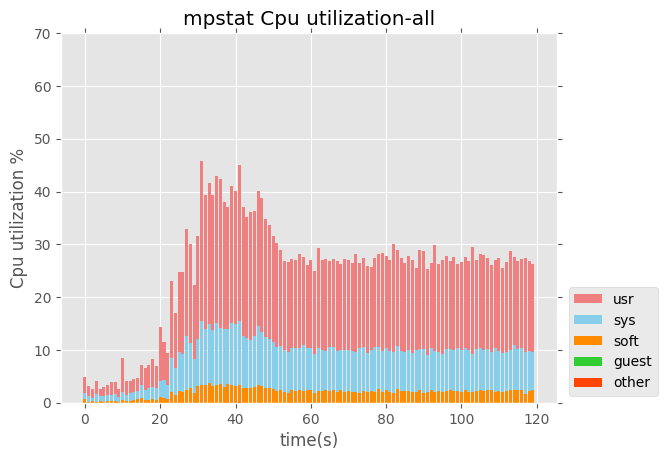 mpstat Cpu utilization-all
70
60
50
40
30
20
10
0
Cpu utilization %
0 20 40 60 80 100 120
time(s)
usr
sys
soft
guest
other